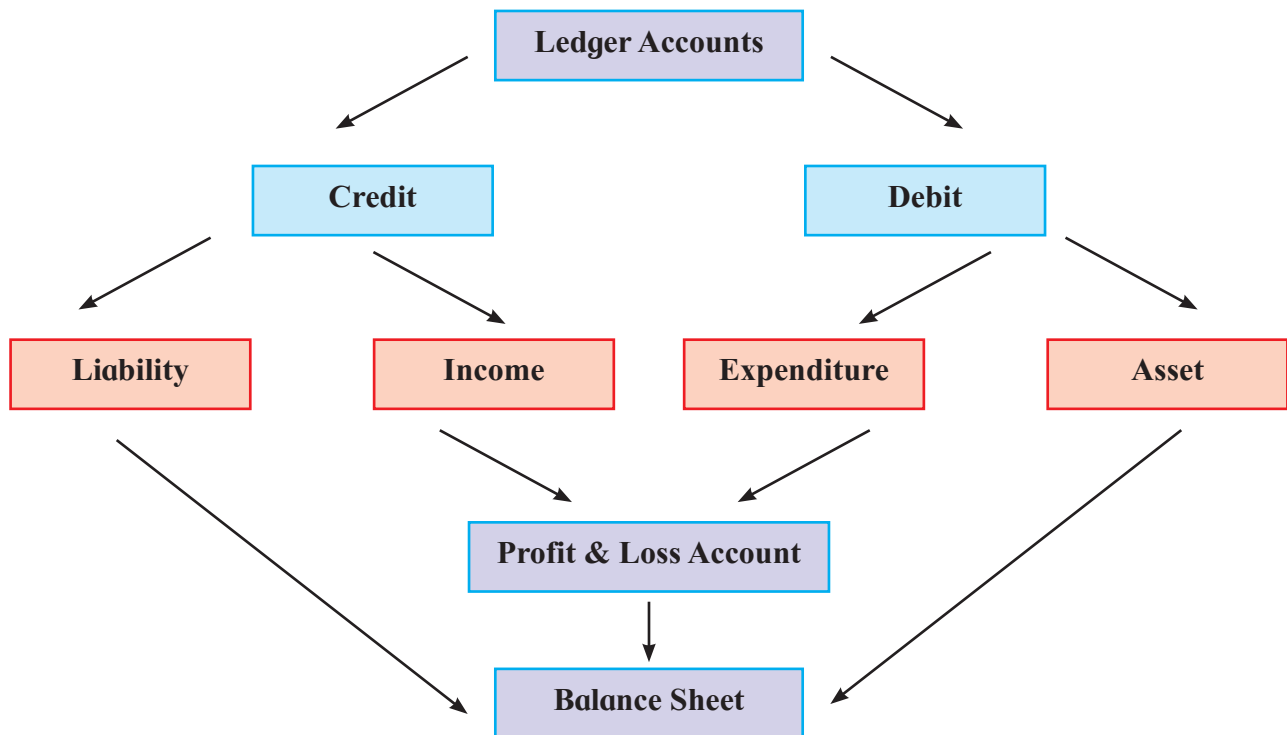 Ledger Accounts
Credit
Debit
Liability
Income
Expenditure
Asset
Profit & Loss Account
Balance Sheet